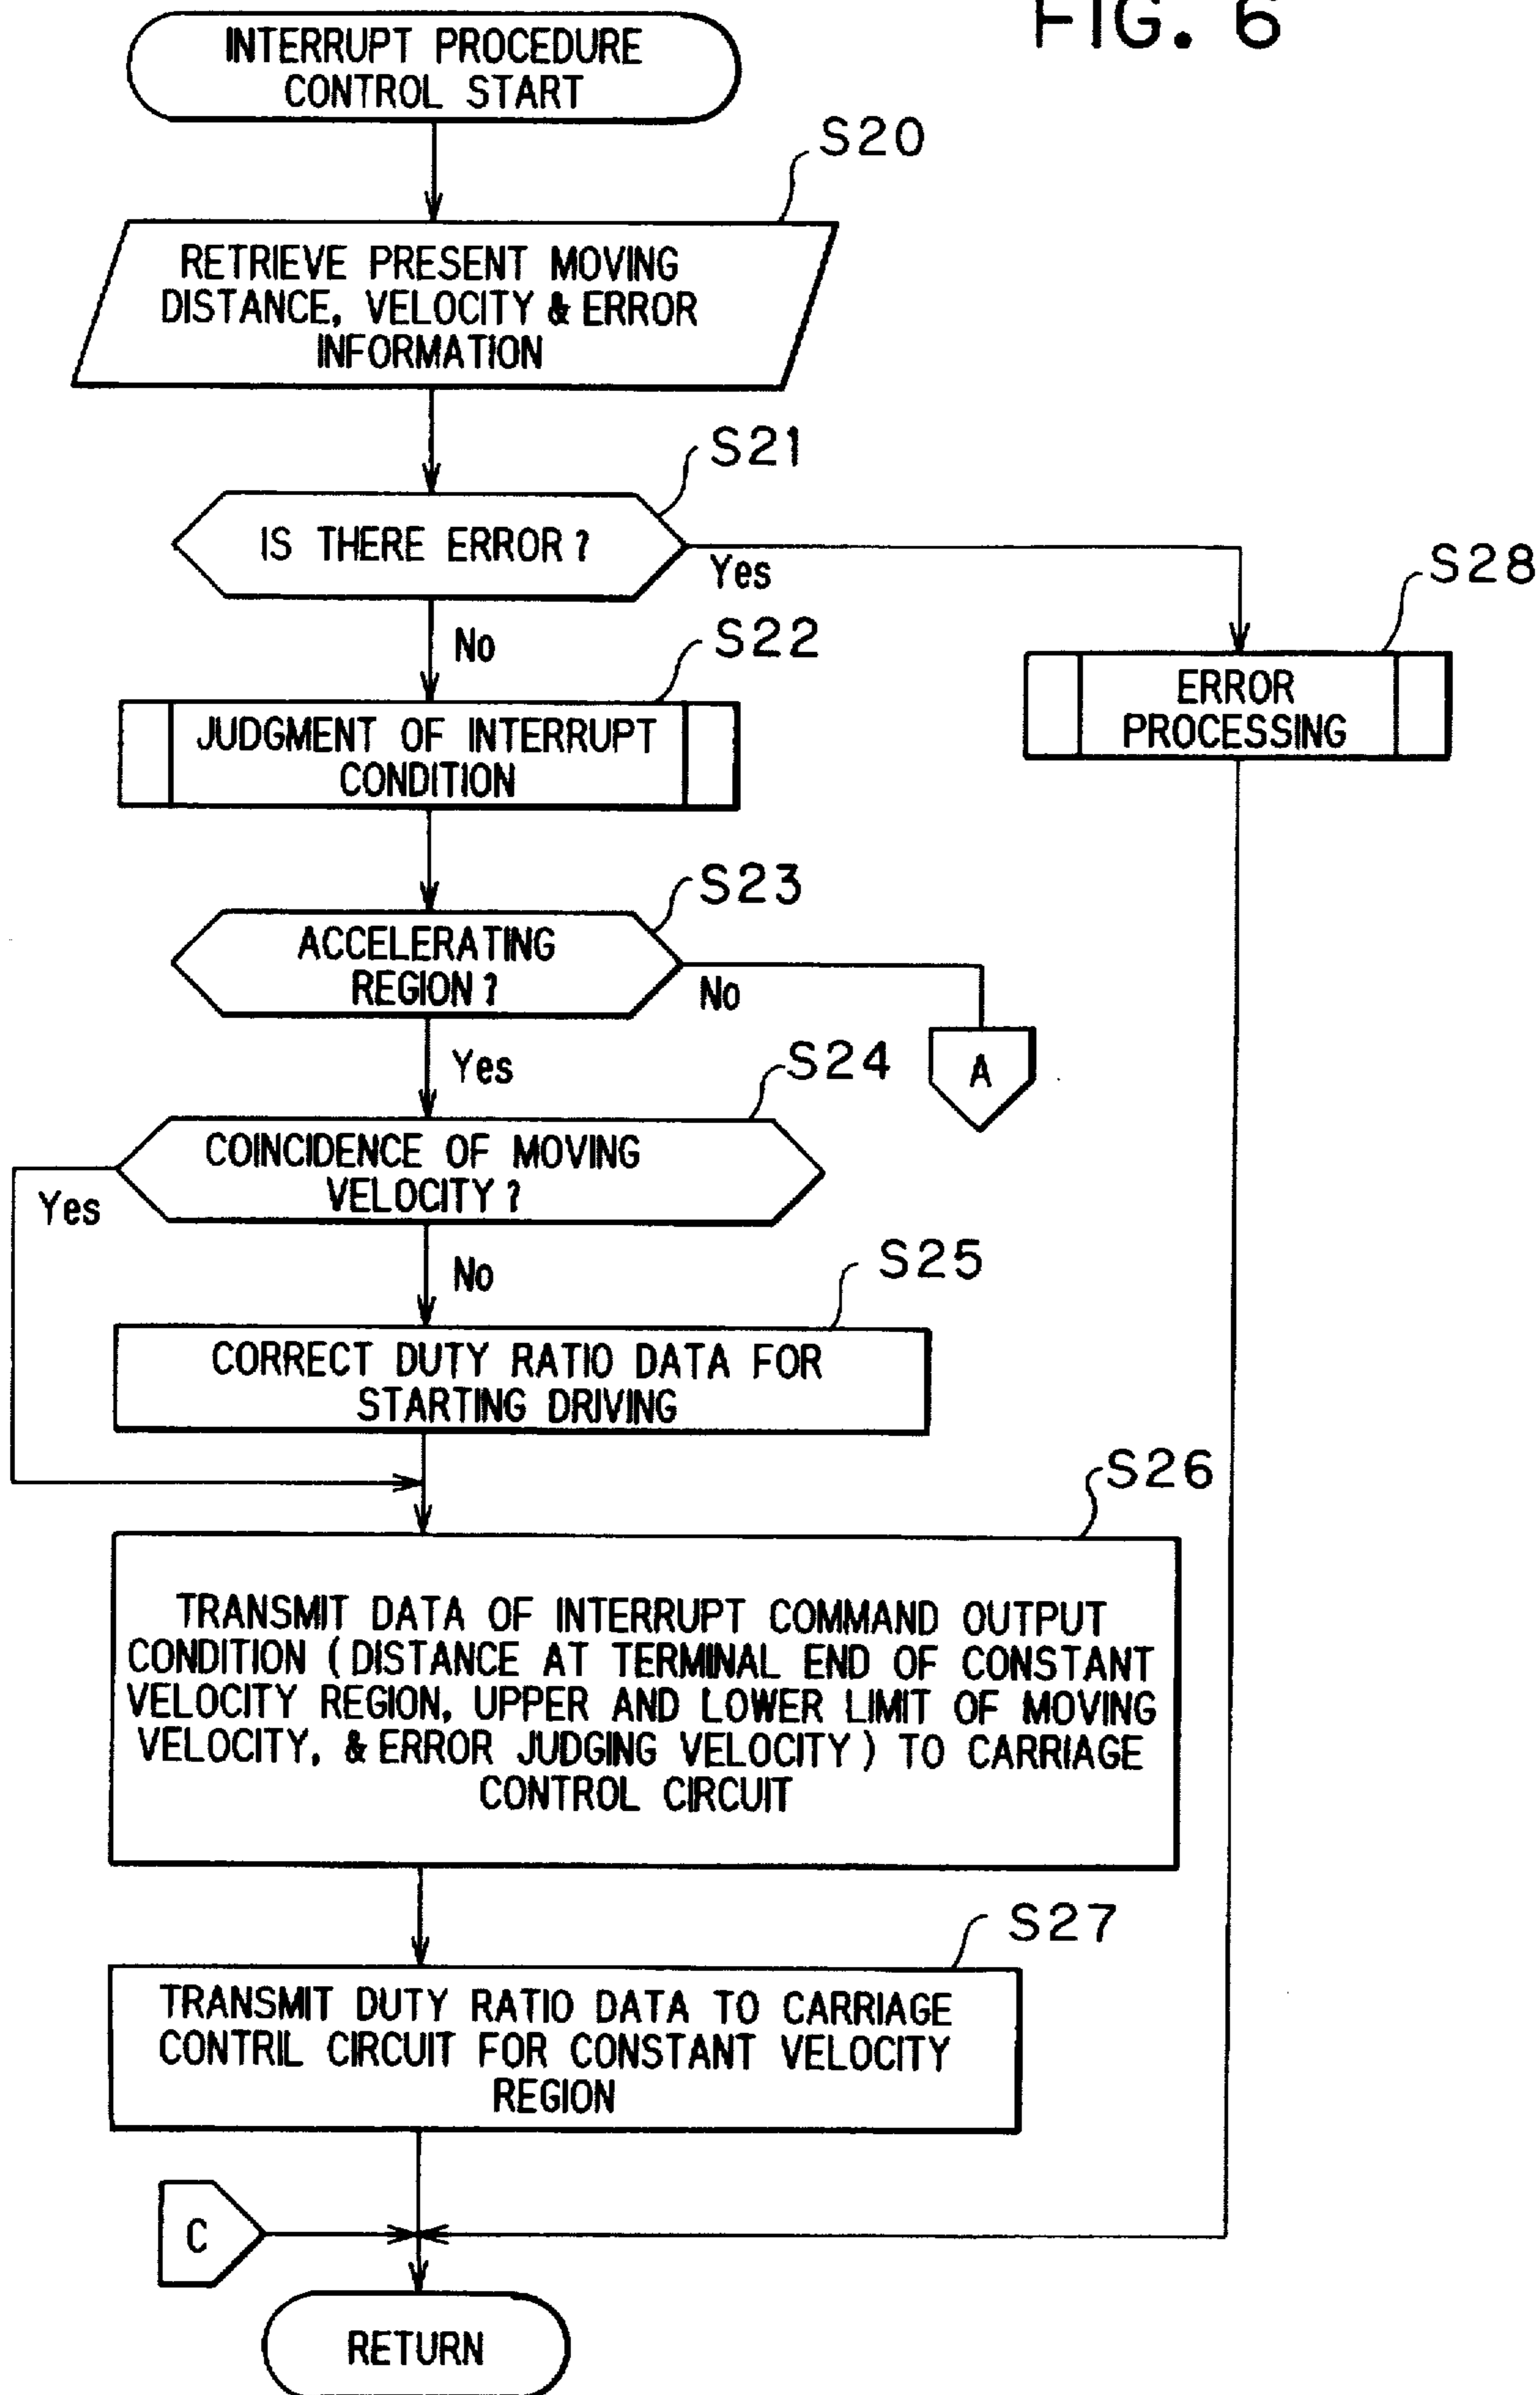 FIG. 6
INTERRUPT PROCEDURE
CONTROL START
S20
RETRIEVE PRESENT MOVING
DISTANCE, VELOCITY & ERROR
INFORMATION
S21
IS THERE ERROR?
Yes
No
S28
ERROR
PROCESSING
S22
JUDGMENT OF INTERRUPT
CONDITION
S23
ACCELERATING
REGION?
No
A
Yes
S24
COINCIDENCE OF MOVING
VELOCITY?
Yes
No
S25
CORRECT DUTY RATIO DATA FOR
STARTING DRIVING
S26
TRANSMIT DATA OF INTERRUPT COMMAND OUTPUT
CONDITION (DISTANCE AT TERMINAL END OF CONSTANT
VELOCITY REGION, UPPER AND LOWER LIMIT OF MOVING
VELOCITY, & ERROR JUDGING VELOCITY) TO CARRIAGE
CONTROL CIRCUIT
S27
TRANSMIT DUTY RATIO DATA TO CARRIAGE
CONTRIL CIRCUIT FOR CONSTANT VELOCITY
REGION
C
RETURN